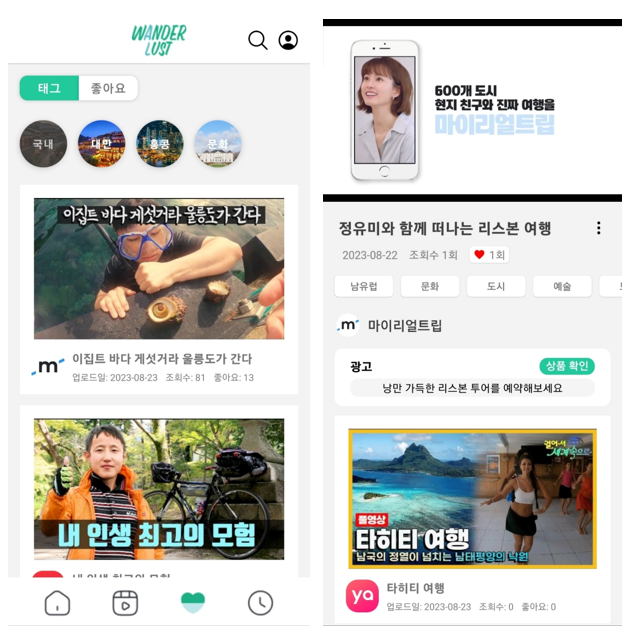 WANDER
LUST
태그
좋아요
국내
대만
홍콩
문화
이집트 바다 게섯거라 울릉도가 간다
m
이집트 바다 게섯거라 울릉도가 간다
업로드일: 2023-08-23 조회수: 81 좋아요: 13
내 인생 최고의 모험
내 인생 최고의 모험
600개 도시
현지 친구와 진짜 여행을
마이리얼트립
정유미와 함께 떠나는 리스본 여행
2023-08-22 조회수 1회 1회
남유럽
문화
도시
예술
m
마이리얼트립
광고
상품 확인
낭만 가득한 리스본 투어를 예약해보세요
걸어서
세계속으로
풀영상
타히티 여행
남국의 정열이 넘치는 남태평양의 낙원
ya
타히티 여행
업로드일: 2023-08-23 조회수: 0 좋아요: 0